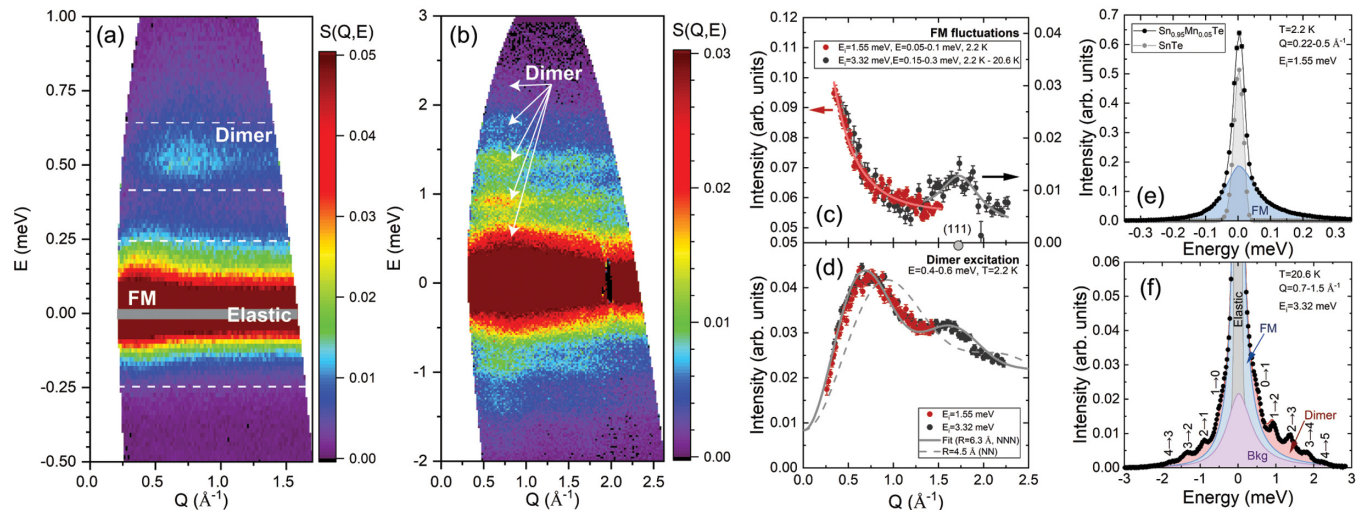 (a)
S(Q,E)
1.00
0.75
0.50
0.25
0.00
-0.25
-0.50
E (meV)
Dimer
FM
Elastic
0.0
0.5
1.0
1.5
Q (Å⁻¹)
0.05
0.04
0.03
0.02
0.01
0.00
(b)
S(Q,E)
3
2
1
0
-1
-2
E (meV)
Dimer
0.0
0.5
1.0
1.5
2.0
2.5
Q (Å⁻¹)
0.03
0.02
0.01
0.00
FM fluctuations
Ei=1.55 meV, E=0.05-0.1 meV, 2.2 K
Ei=3.32 meV, E=0.15-0.3 meV, 2.2 K - 20.6 K
0.12
0.11
0.10
0.09
0.08
0.07
0.06
0.05
Intensity (arb. units)
0.04
0.03
0.02
0.01
0.00
(c)
(111)
Dimer excitation
E=0.4-0.6 meV, T=2.2 K
(d)
0.04
0.03
0.02
0.01
0.00
Intensity (arb. units)
Ei=1.55 meV
Ei=3.32 meV
Fit (R=6.3 Å, NNN)
R=4.5 Å (NN)
0.0
0.5
1.0
1.5
2.0
2.5
Q (Å⁻¹)
Sn0.95Mn0.05Te
SnTe
T=2.2 K
Q=0.22-0.5 Å⁻¹
Ei=1.55 meV
0.7
0.6
0.5
0.4
0.3
0.2
0.1
0.0
Intensity (arb. units)
(e)
FM
-0.3
-0.2
-0.1
0.0
0.1
0.2
0.3
Energy (meV)
(f)
T=20.6 K
Q=0.7-1.5 Å⁻¹
Ei=3.32 meV
0.06
0.05
0.04
0.03
0.02
0.01
0.00
Intensity (arb. units)
Elastic
FM
4→3
3→2
2→1
1→0
0→1
1→2
2→3
3→4
4→5
Dimer
Bkg
-3
-2
-1
0
1
2
3
Energy (meV)